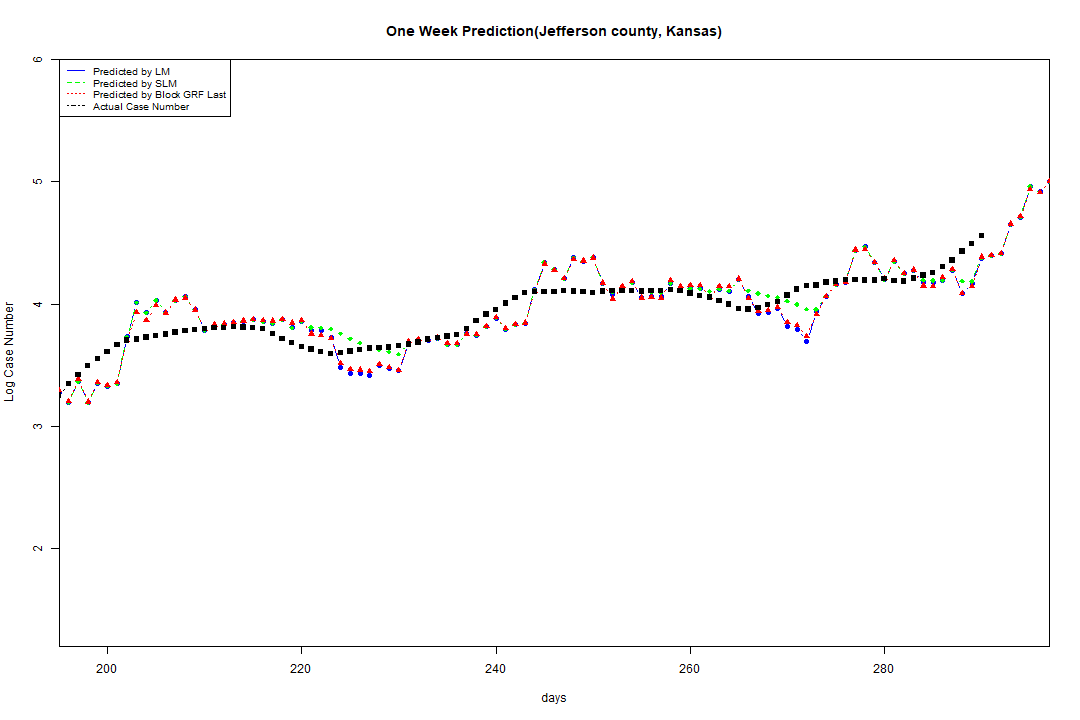 One Week Prediction(Jefferson county, Kansas)
Predicted by LM
Predicted by SLM
Predicted by Block GRF Last
Actual Case Number
6
5
4
3
2
Log Case Number
200
220
240
260
280
days